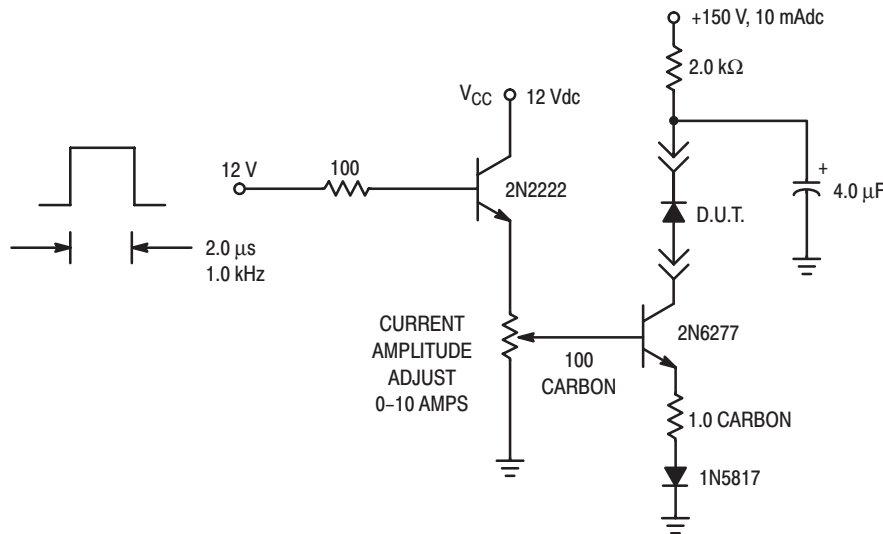 +150 V, 10 mAdc
2.0 kΩ
VCC
12 Vdc
12 V
100
2N2222
+
4.0 μF
D.U.T.
2.0 μs
1.0 kHz
CURRENT
AMPLITUDE
ADJUST
0–10 AMPS
100
CARBON
2N6277
1.0 CARBON
1N5817